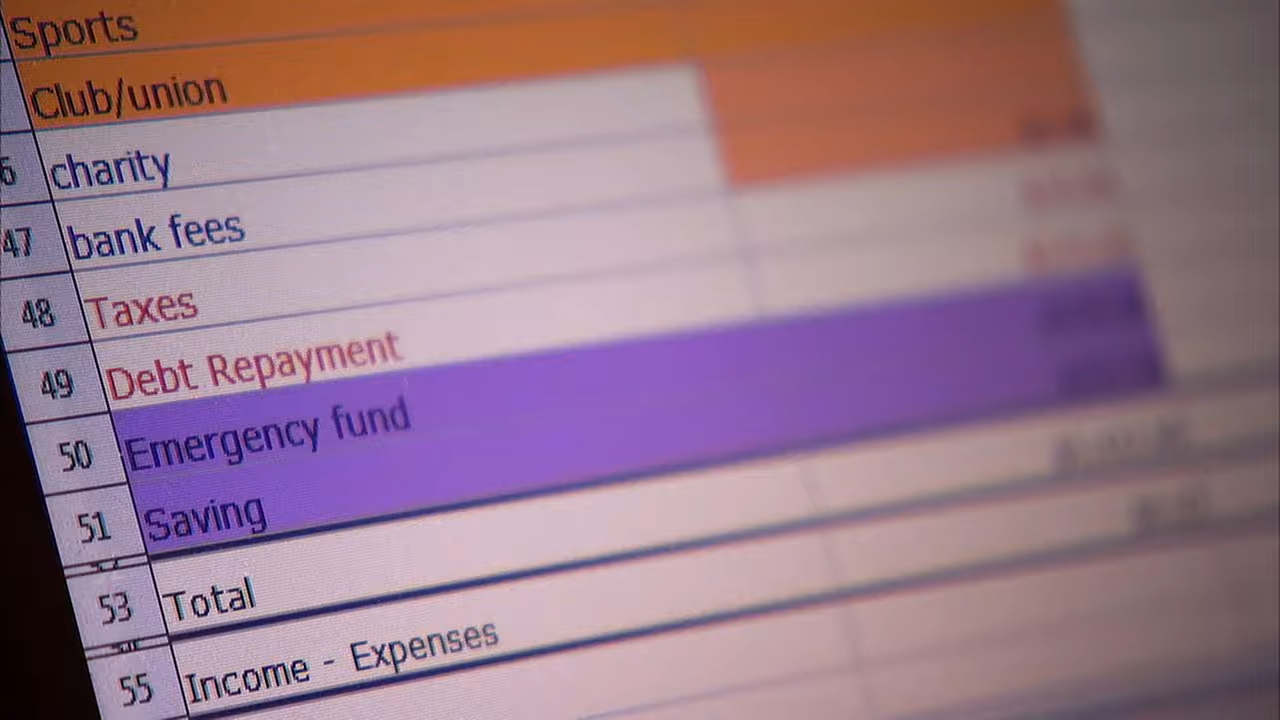 Sports
Club/union
6 charity
47 bank fees
48 Taxes
49 Debt Repayment
50 Emergency fund
51 Saving
53 Total
55 Income - Expenses